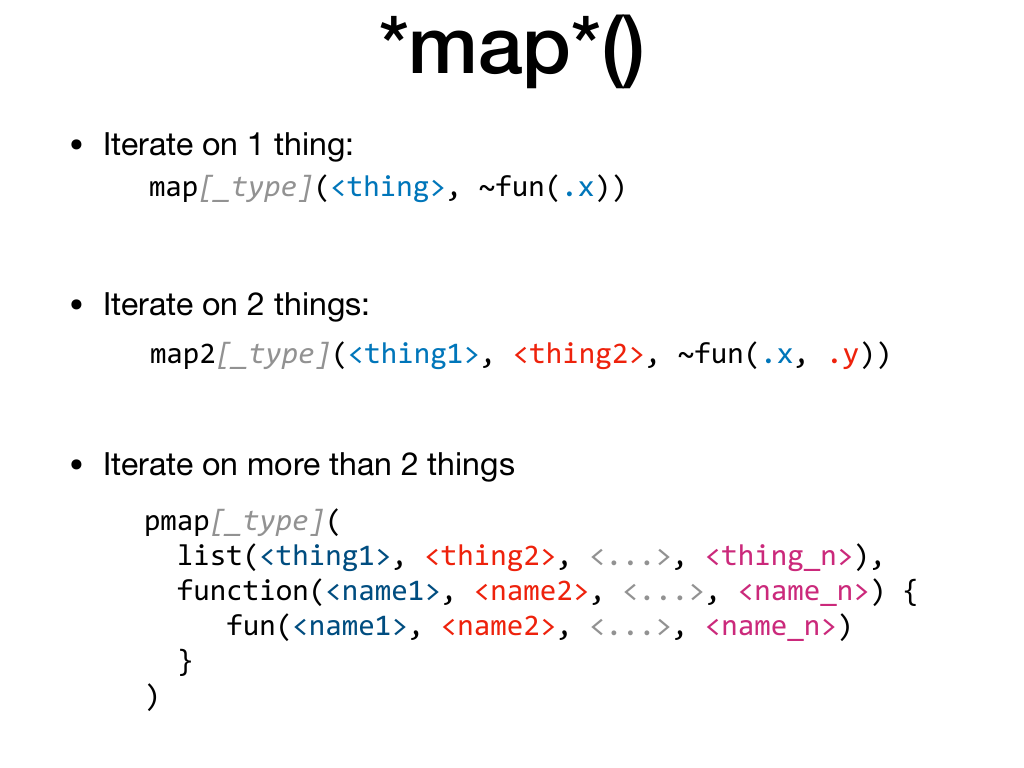 *map*()
• Iterate on 1 thing:
map[_type](<thing>, ~fun(.x))
• Iterate on 2 things:
map2[_type](<thing1>, <thing2>, ~fun(.x, .y))
• Iterate on more than 2 things
pmap[_type](
list(<thing1>, <thing2>, <...>, <thing_n>),
function(<name1>, <name2>, <...>, <name_n>) {
fun(<name1>, <name2>, <...>, <name_n>)
}
)